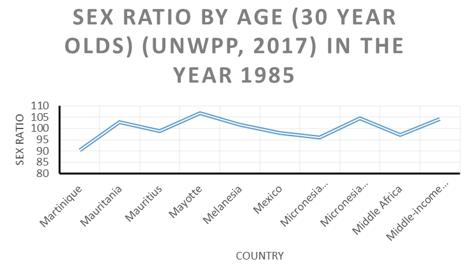 SEX RATIO BY AGE (30 YEAR
OLDS) (UNWPP, 2017) IN THE
YEAR 1985
110
105
100
95
90
85
80
SEX RATIO
Martinique
Mauritania
Mauritius
Mayotte
Melanesia
Mexico
Micronesia...
Micronesia...
Middle Africa
Middle-income...
COUNTRY